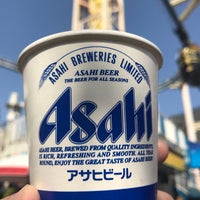 ASAHI BREWERIES LIMITED
ASAHI BEER
THE BEER FOR ALL SEASONS
Asahi
ASAHI BEER, BREWED FROM QUALITY INGREDIENTS,
IS RICH, REFRESHING AND SMOOTH. ALL YEAR
ROUND, ENJOY THE GREAT TASTE OF ASAHI BEER.
アサヒビール